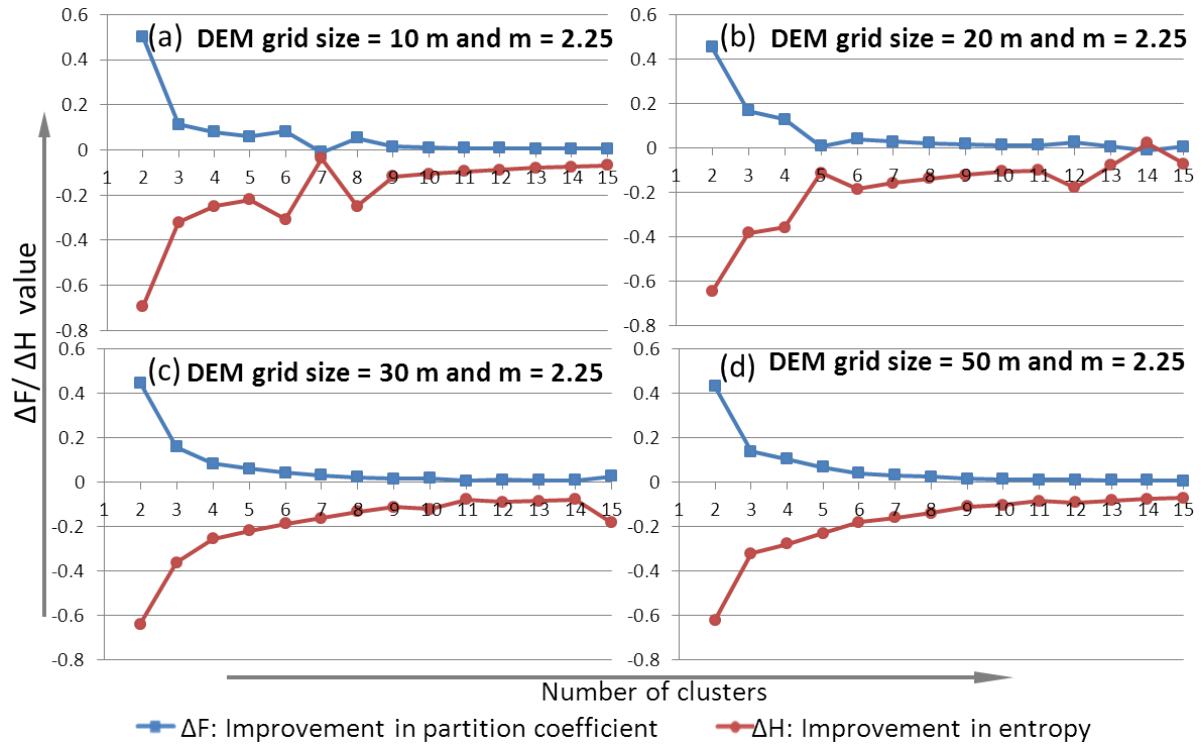 (a) DEM grid size = 10 m and m = 2.25
0.6
0.4
0.2
0
-0.2
-0.4
-0.6
-0.8
1 2 3 4 5 6 7 8 9 10 11 12 13 14 15
(b) DEM grid size = 20 m and m = 2.25
0.6
0.4
0.2
0
-0.2
-0.4
-0.6
-0.8
1 2 3 4 5 6 7 8 9 10 11 12 13 14 15
ΔF/ ΔH value
(c) DEM grid size = 30 m and m = 2.25
0.6
0.4
0.2
0
-0.2
-0.4
-0.6
-0.8
1 2 3 4 5 6 7 8 9 10 11 12 13 14 15
(d) DEM grid size = 50 m and m = 2.25
0.6
0.4
0.2
0
-0.2
-0.4
-0.6
-0.8
1 2 3 4 5 6 7 8 9 10 11 12 13 14 15
Number of clusters
ΔF: Improvement in partition coefficient
ΔH: Improvement in entropy